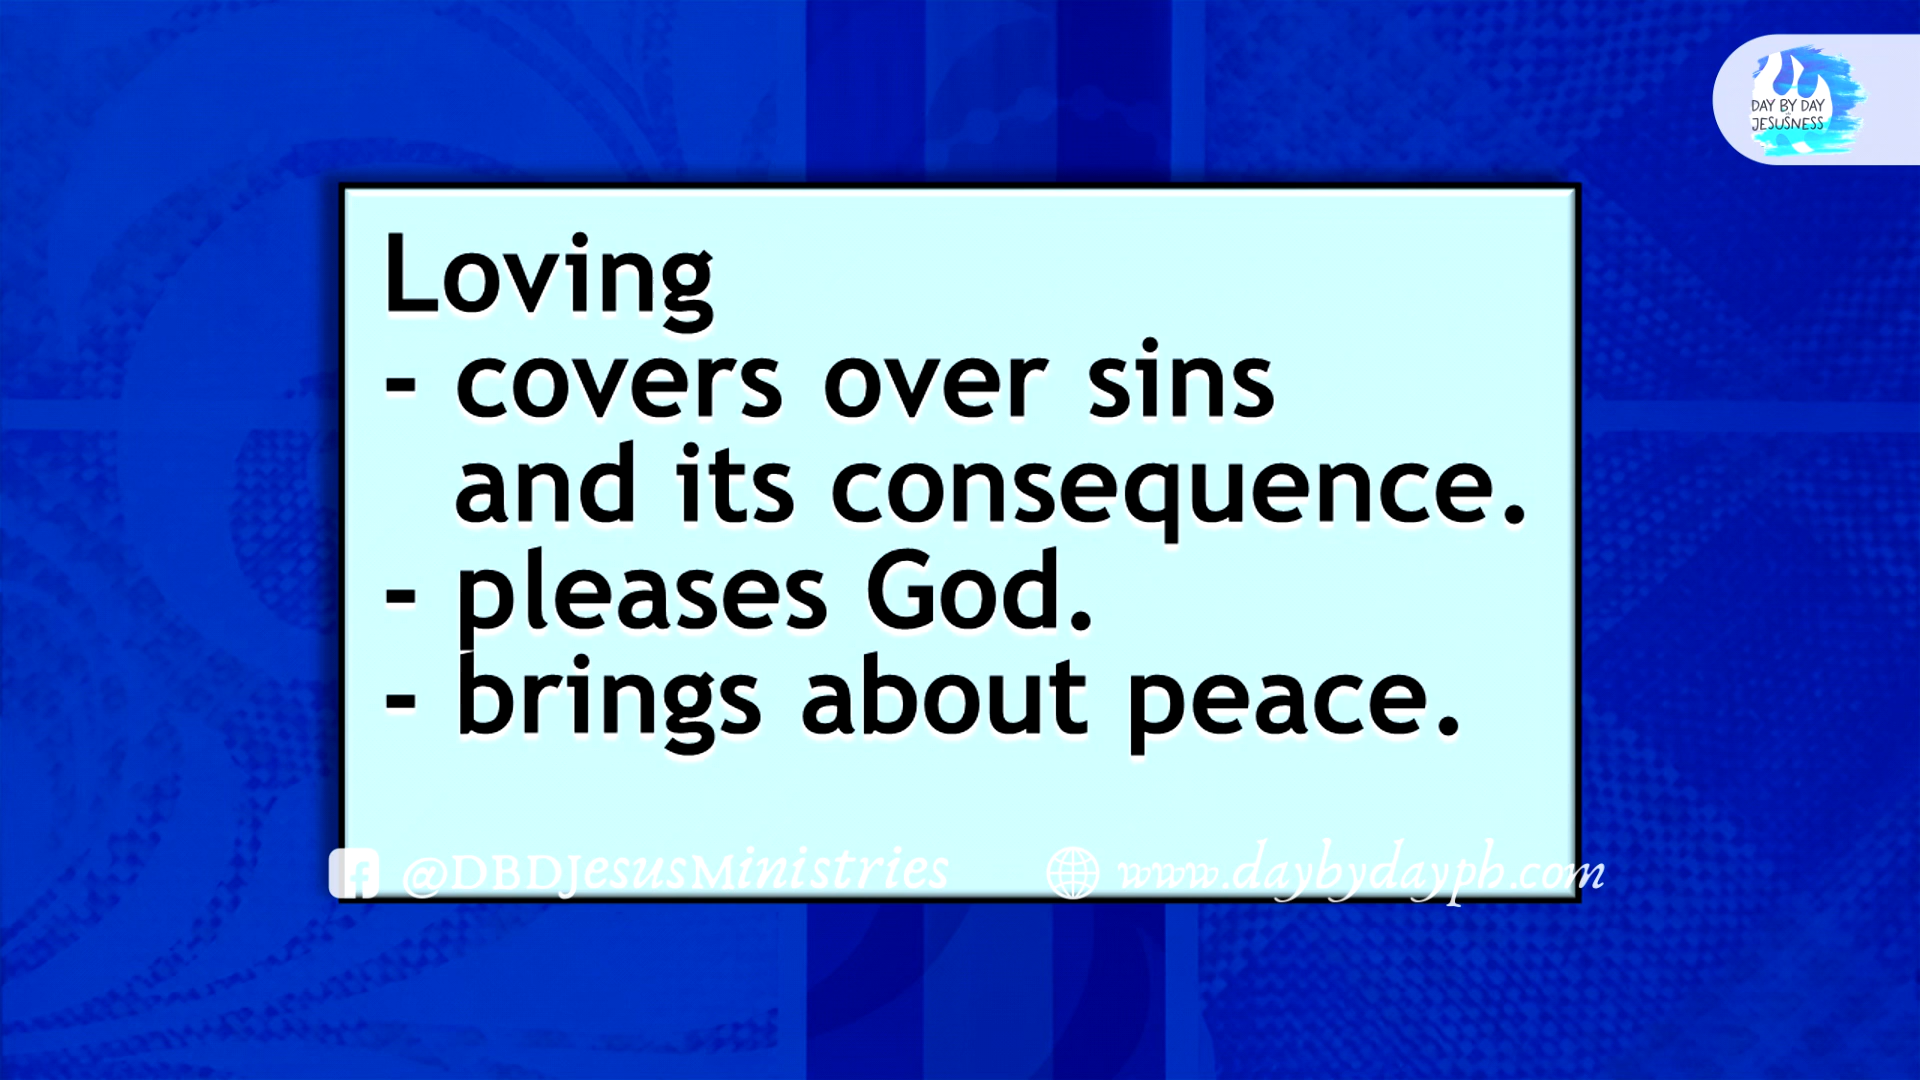 DAY BY DAY
JESUSNESS
Loving
- covers over sins
and its consequence.
- pleases God.
- brings about peace.
@DBDJesusMinistries
www.daybydayph.com